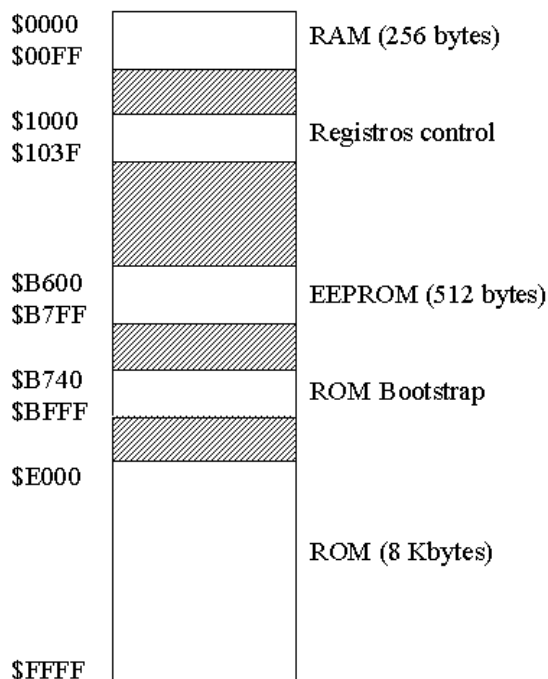 $0000
RAM (256 bytes)
$00FF
$1000
Registros control
$103F
$B600
EEPROM (512 bytes)
$B7FF
$B740
ROM Bootstrap
$BFFF
$E000
ROM (8 Kbytes)
$FFFF